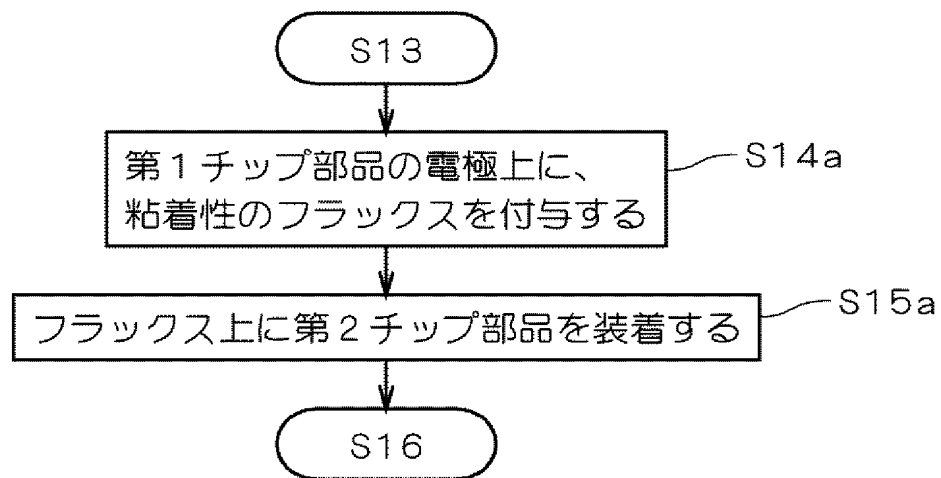 S13
第1チップ部品の電極上に、
粘着性のフラックスを付与する
S14a
フラックス上に第2チップ部品を装着する
S15a
S16